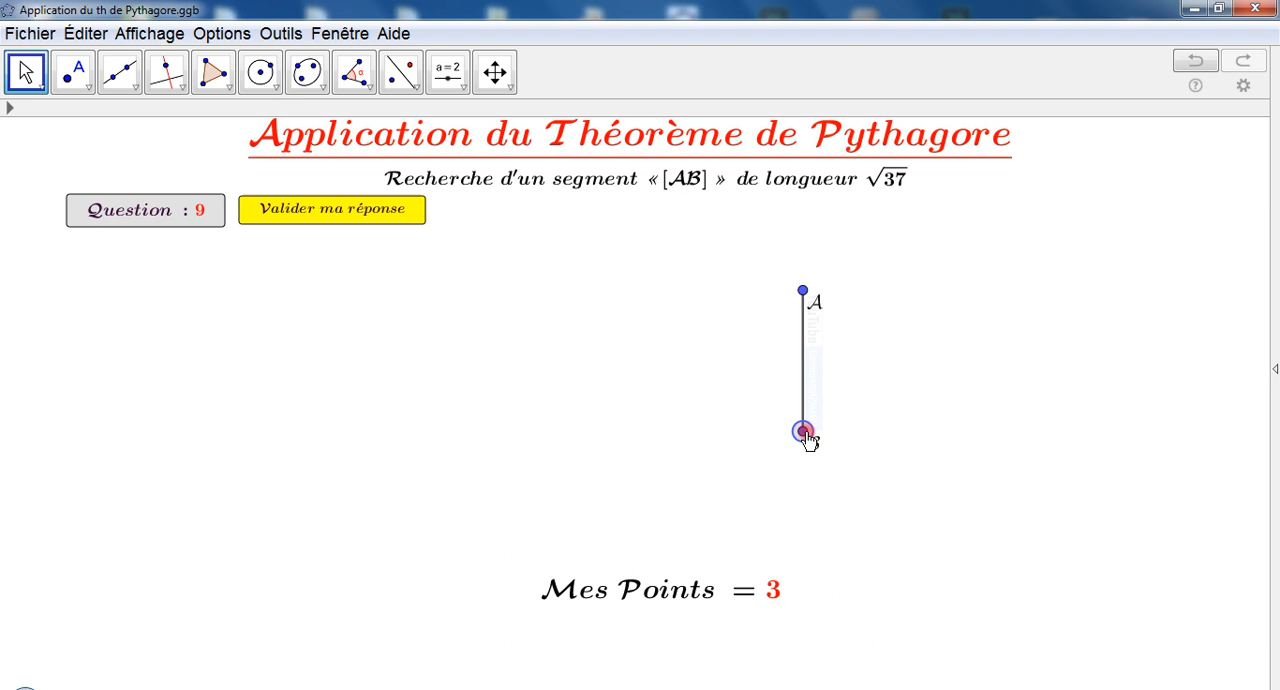 Application du th de Pythagore.ggb
Fichier Éditer Affichage Options Outils Fenêtre Aide
A
a = 2
Application du Théorème de Pythagore
Recherche d'un segment « [AB] » de longueur √37
Question : 9
Valider ma réponse
A
Mes Points = 3